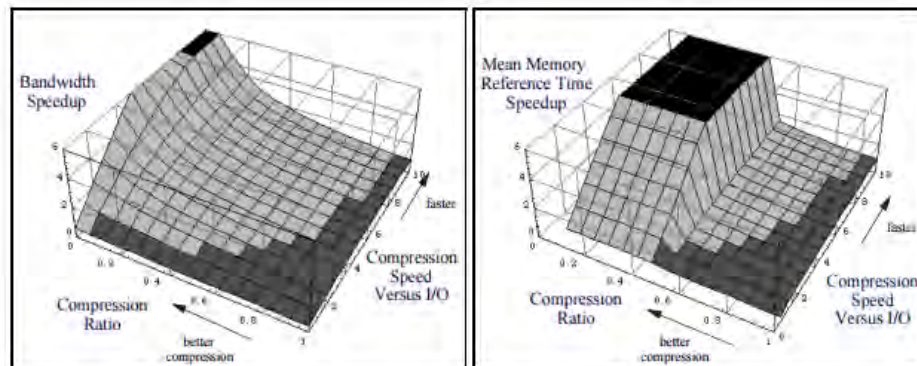 Bandwidth
Speedup
6
4
2
0
0
0.2
0.4
0.6
0.8
1
2
4
6
8
10
faster
Compression
Speed
Versus I/O
Compression
Ratio
better
compression
Mean Memory
Reference Time
Speedup
6
4
2
0
0
0.2
0.4
0.6
0.8
1
0
2
4
6
8
10
faster
Compression
Speed
Versus I/O
Compression
Ratio
better
compression